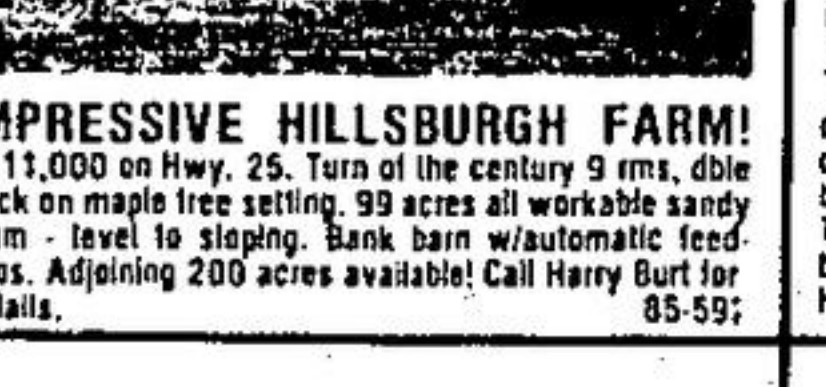 MPRESSIVE HILLSBURGH FARM!
11,000 on Hwy. 25. Turn of the century 9 rms, dble
ck on maple tree setting. 99 acres all workable sandy
m - level to sloping. Bank barn w/automatic feed-
os. Adjoining 200 acres available! Call Harry Burt for
ails. 85-59